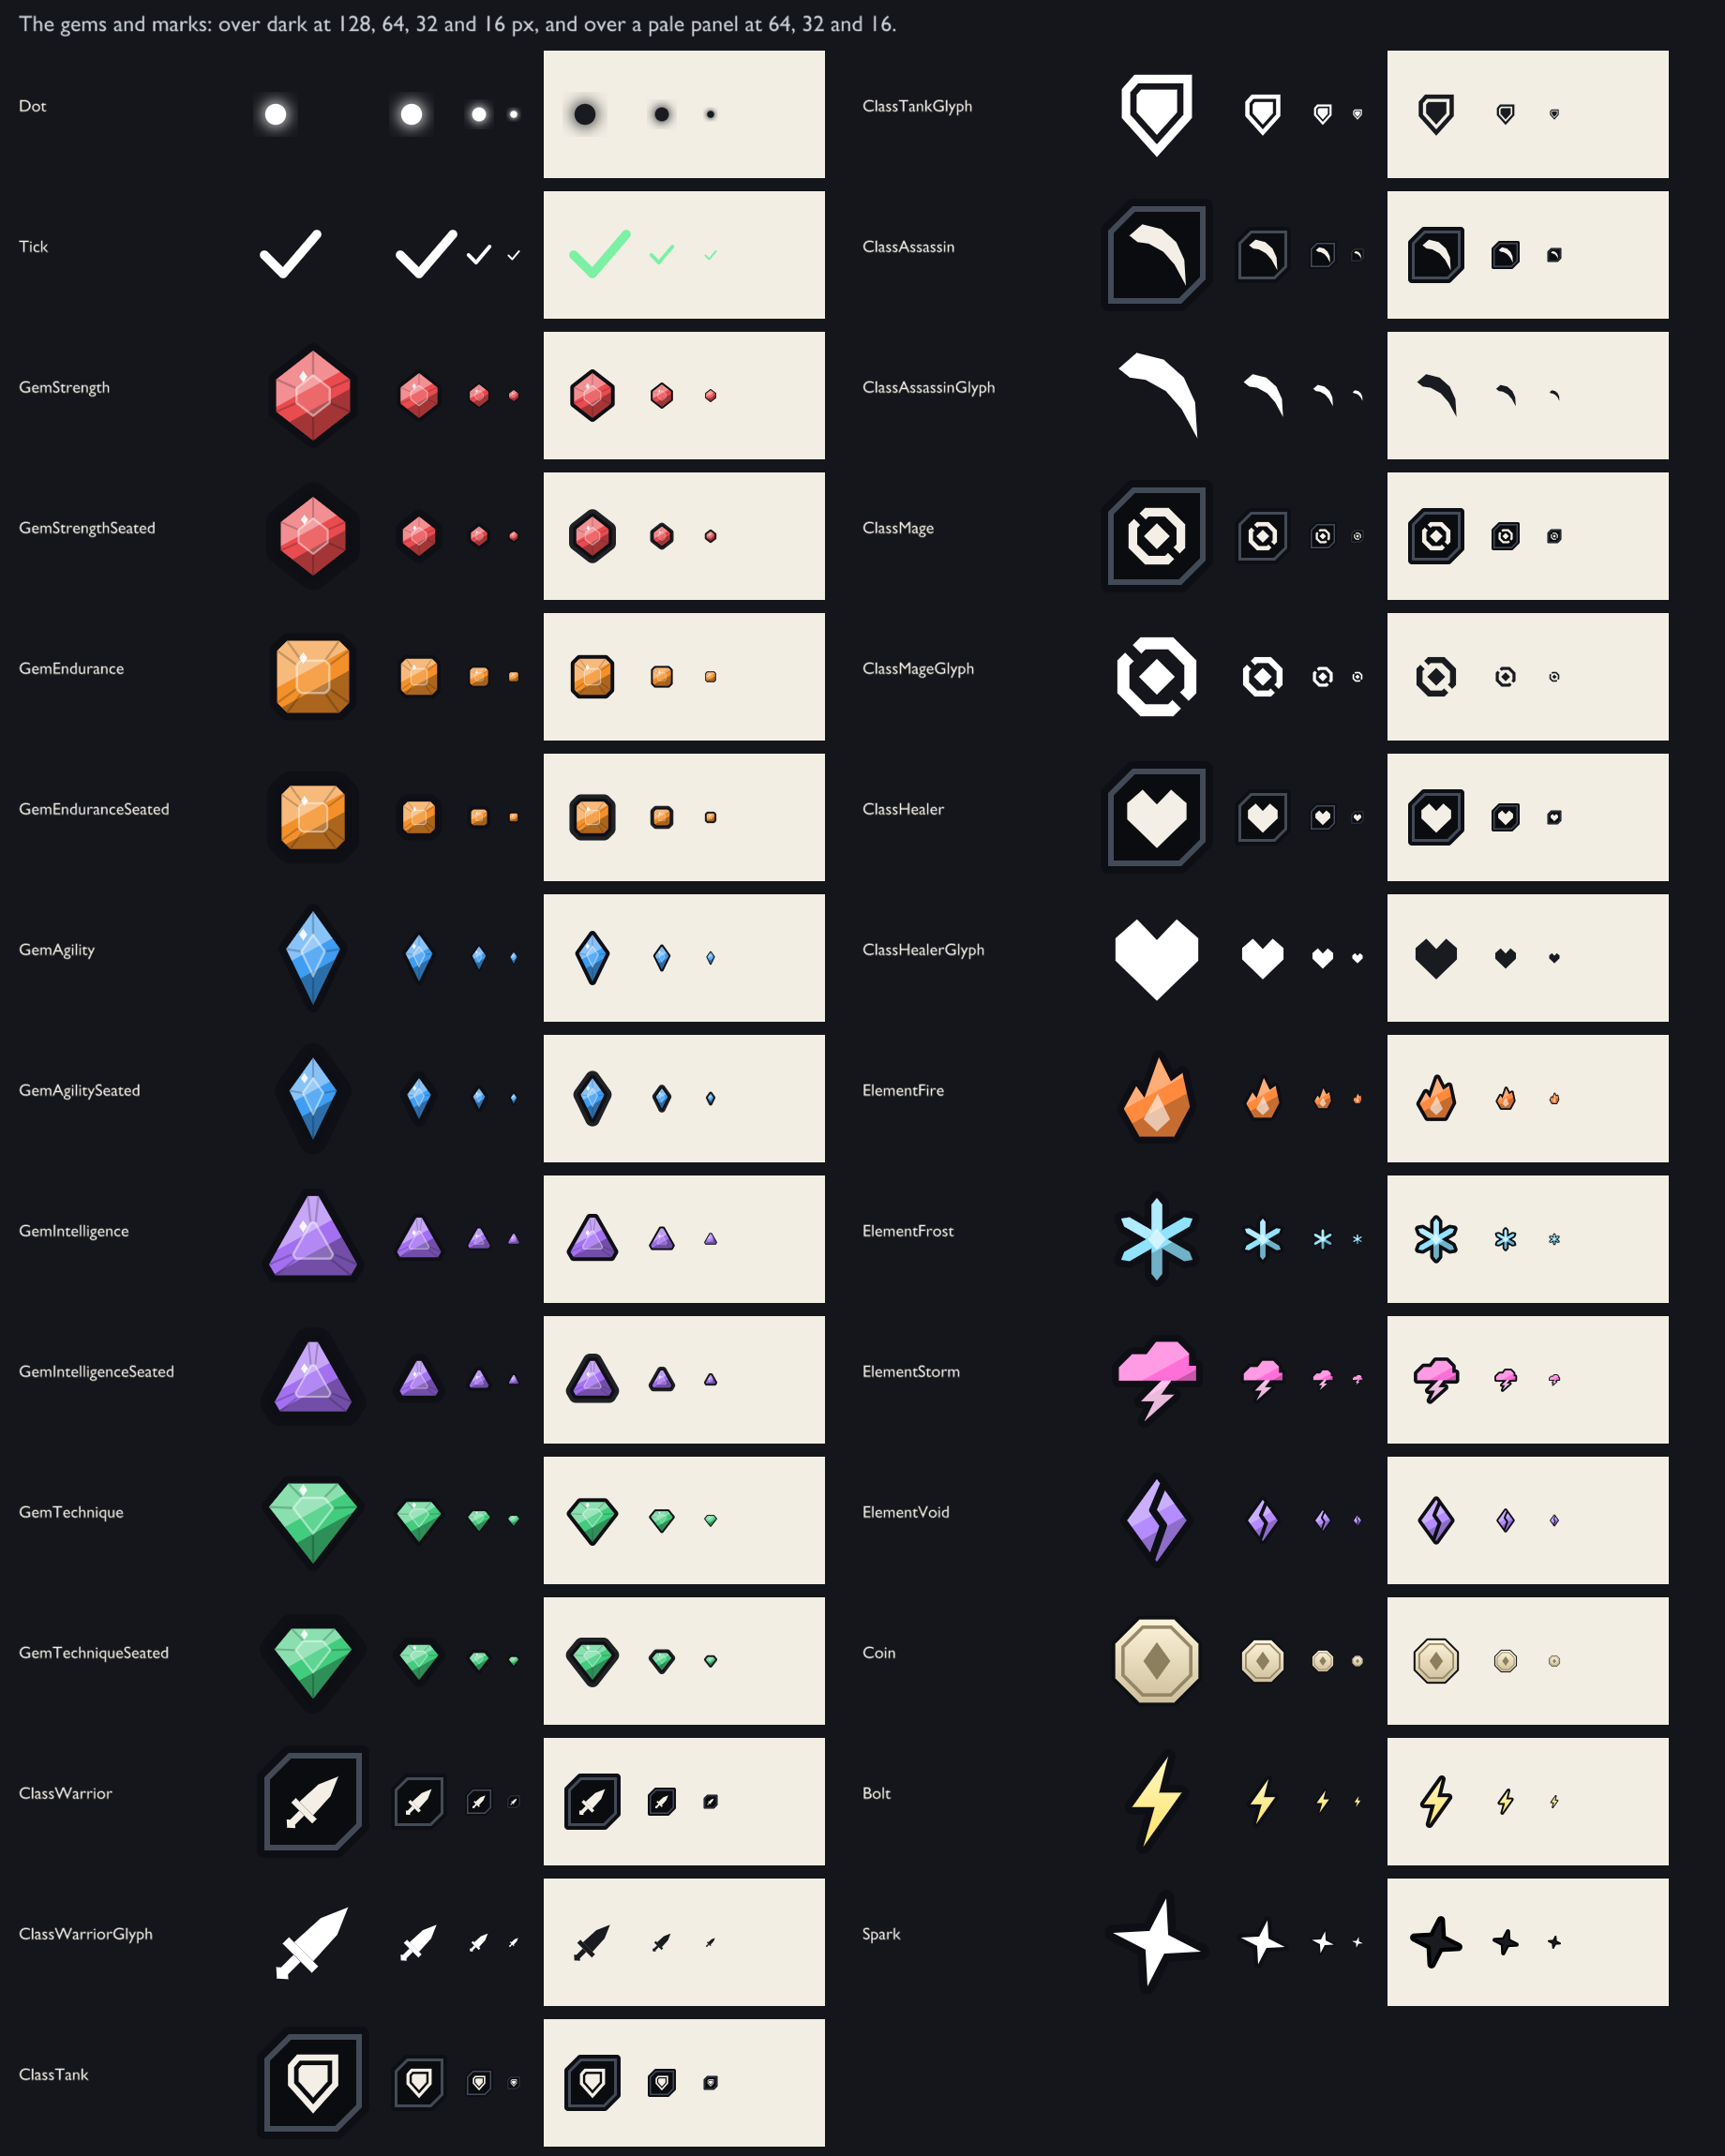 The gems and marks: over dark at 128, 64, 32 and 16 px, and over a pale panel at 64, 32 and 16.
Dot
Tick
GemStrength
GemStrengthSeated
GemEndurance
GemEnduranceSeated
GemAgility
GemAgilitySeated
GemIntelligence
GemIntelligenceSeated
GemTechnique
GemTechniqueSeated
ClassWarrior
ClassWarriorGlyph
ClassTank
ClassTankGlyph
ClassAssassin
ClassAssassinGlyph
ClassMage
ClassMageGlyph
ClassHealer
ClassHealerGlyph
ElementFire
ElementFrost
ElementStorm
ElementVoid
Coin
Bolt
Spark